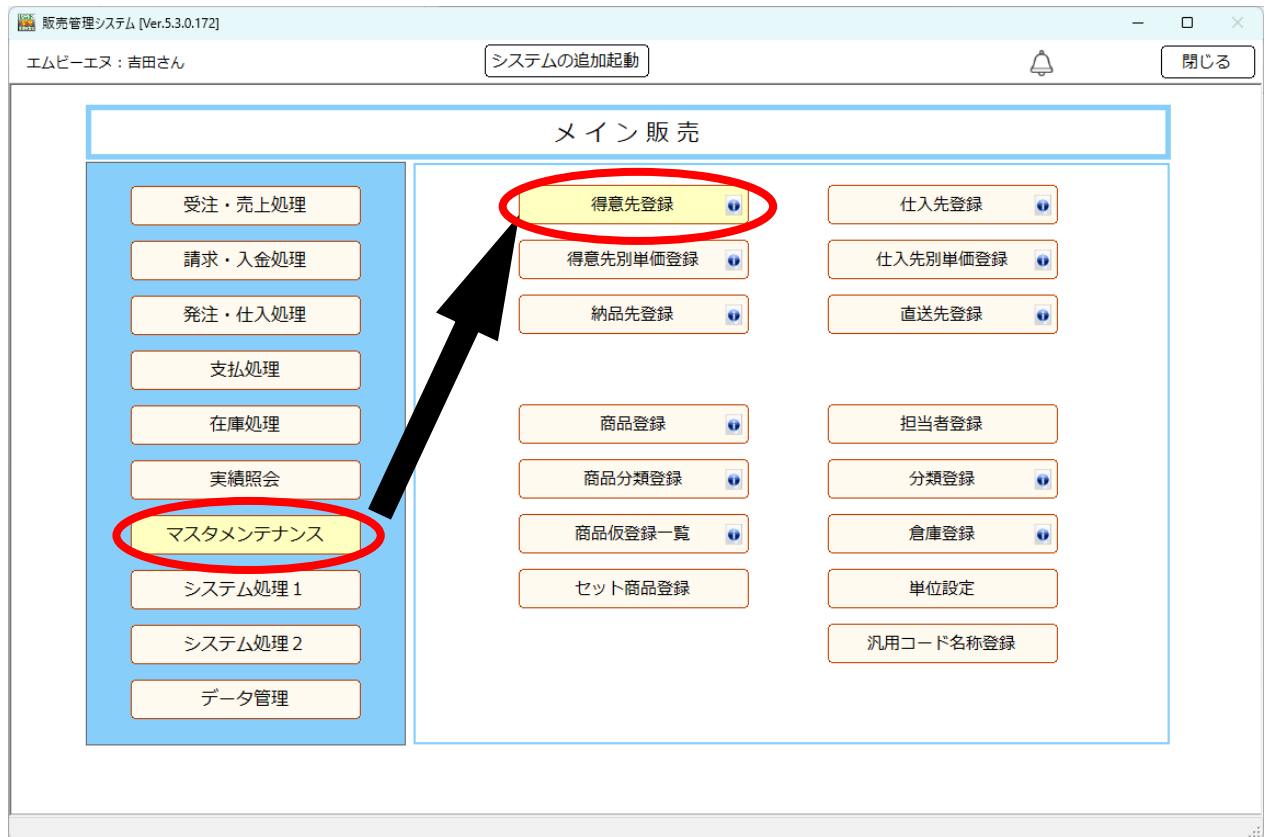 販売管理システム [Ver.5.3.0.172]
エムビーエヌ：吉田さん
システムの追加起動
閉じる
メイン販売
受注・売上処理
請求・入金処理
発注・仕入処理
支払処理
在庫処理
実績照会
マスタメンテナンス
システム処理１
システム処理２
データ管理
得意先登録
仕入先登録
得意先別単価登録
仕入先別単価登録
納品先登録
直送先登録
商品登録
担当者登録
商品分類登録
分類登録
商品仮登録一覧
倉庫登録
セット商品登録
単位設定
汎用コード名称登録